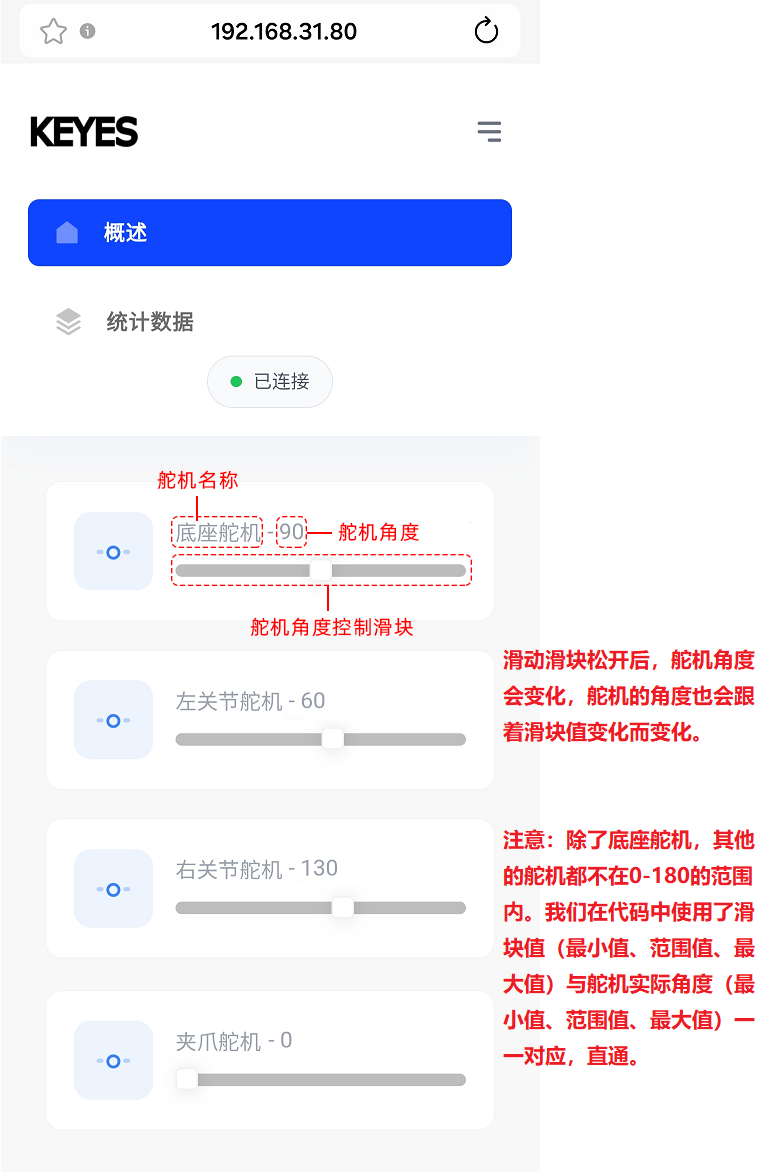 192.168.31.80
KEYES
概述
统计数据
已连接
舵机名称
底座舵机 - 90
舵机角度
舵机角度控制滑块
左关节舵机 - 60
滑动滑块松开后，舵机角度
会变化，舵机的角度也会跟
着滑块值变化而变化。
右关节舵机 - 130
注意：除了底座舵机，其他
的舵机都不在0-180的范围
内。我们在代码中使用了滑
块值（最小值、范围值、最
大值）与舵机实际角度（最
小值、范围值、最大值）一
一对应，直通。
夹爪舵机 - 0